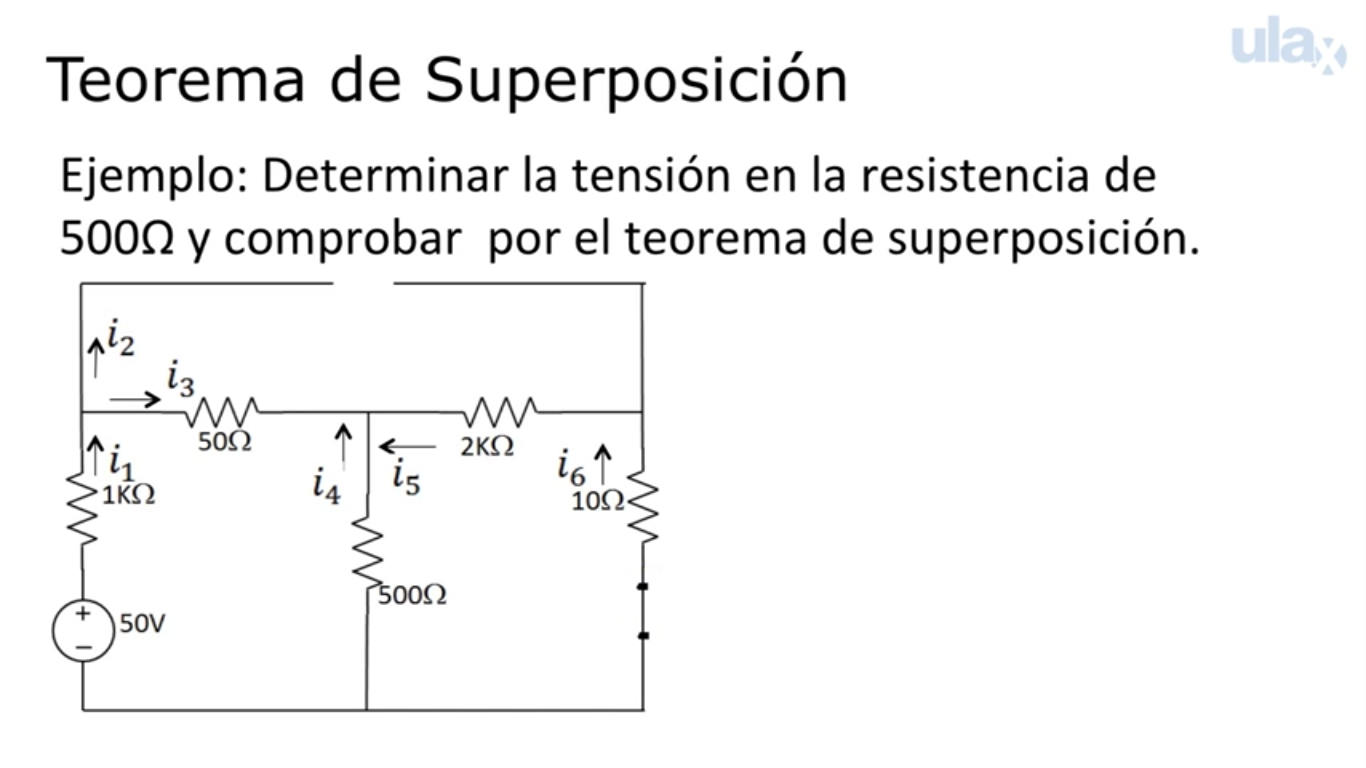 ulax
Teorema de Superposición
Ejemplo: Determinar la tensión en la resistencia de
500Ω y comprobar por el teorema de superposición.
i₂
i₃
50Ω
2KΩ
i₁
1KΩ
i₄
i₅
i₆
10Ω
500Ω
+
50V
−